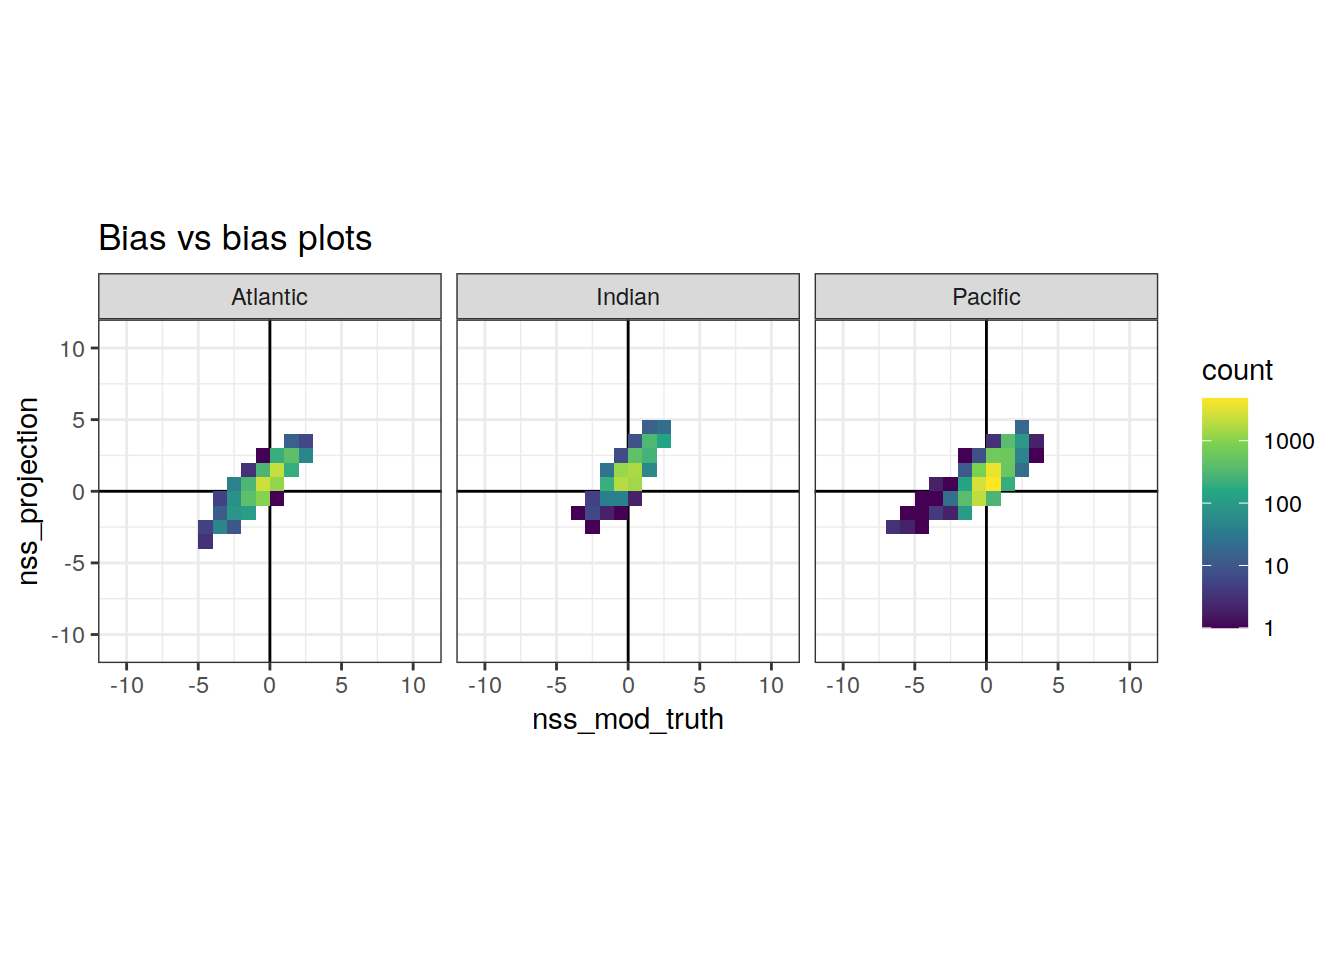 Bias vs bias plots
Atlantic Indian Pacific
count
10
5
0
-5
-10
nss_projection
-10 -5 0 5 10 -10 -5 0 5 10 -10 -5 0 5 10
nss_mod_truth
1000
100
10
1